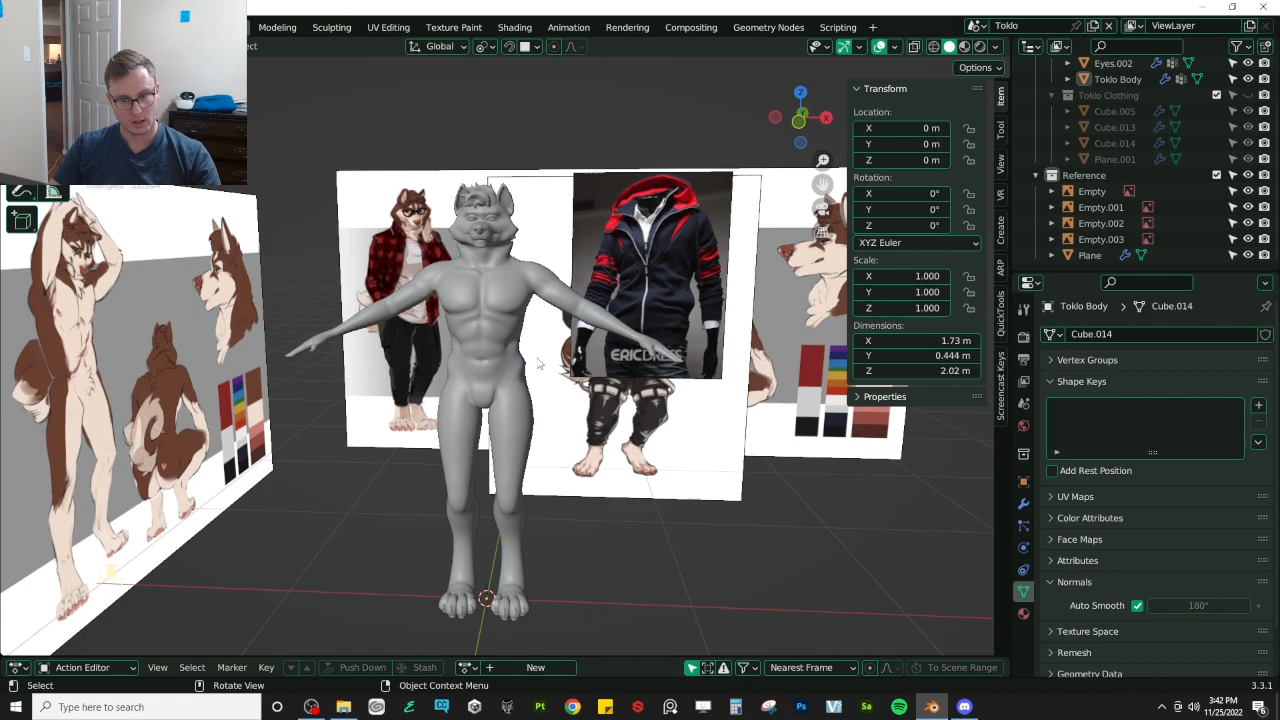 Modeling Sculpting UV Editing Texture Paint Shading Animation Rendering Compositing Geometry Nodes Scripting
Toklo
ViewLayer
Global
Options
Transform
Location:
X 0 m
Y 0 m
Z 0 m
Rotation:
X 0°
Y 0°
Z 0°
XYZ Euler
Scale:
X 1.000
Y 1.000
Z 1.000
Dimensions:
X 1.73 m
Y 0.444 m
Z 2.02 m
Properties
Item
Tool
View
VR
Create
ARP
QuickTools
Screencast Keys
Z
X
ERICDRESS
Eyes.002
Toklo Body
Toklo Clothing
Cube.005
Cube.013
Cube.014
Plane.001
Reference
Empty
Empty.001
Empty.002
Empty.003
Plane
Toklo Body > Cube.014
Cube.014
Vertex Groups
Shape Keys
Add Rest Position
UV Maps
Color Attributes
Face Maps
Attributes
Normals
Auto Smooth 180°
Texture Space
Remesh
Geometry Data
Action Editor View Select Marker Key Push Down Stash New Nearest Frame To Scene Range
Select Rotate View Object Context Menu 3.3.1
Type here to search
3:42 PM
11/25/2022